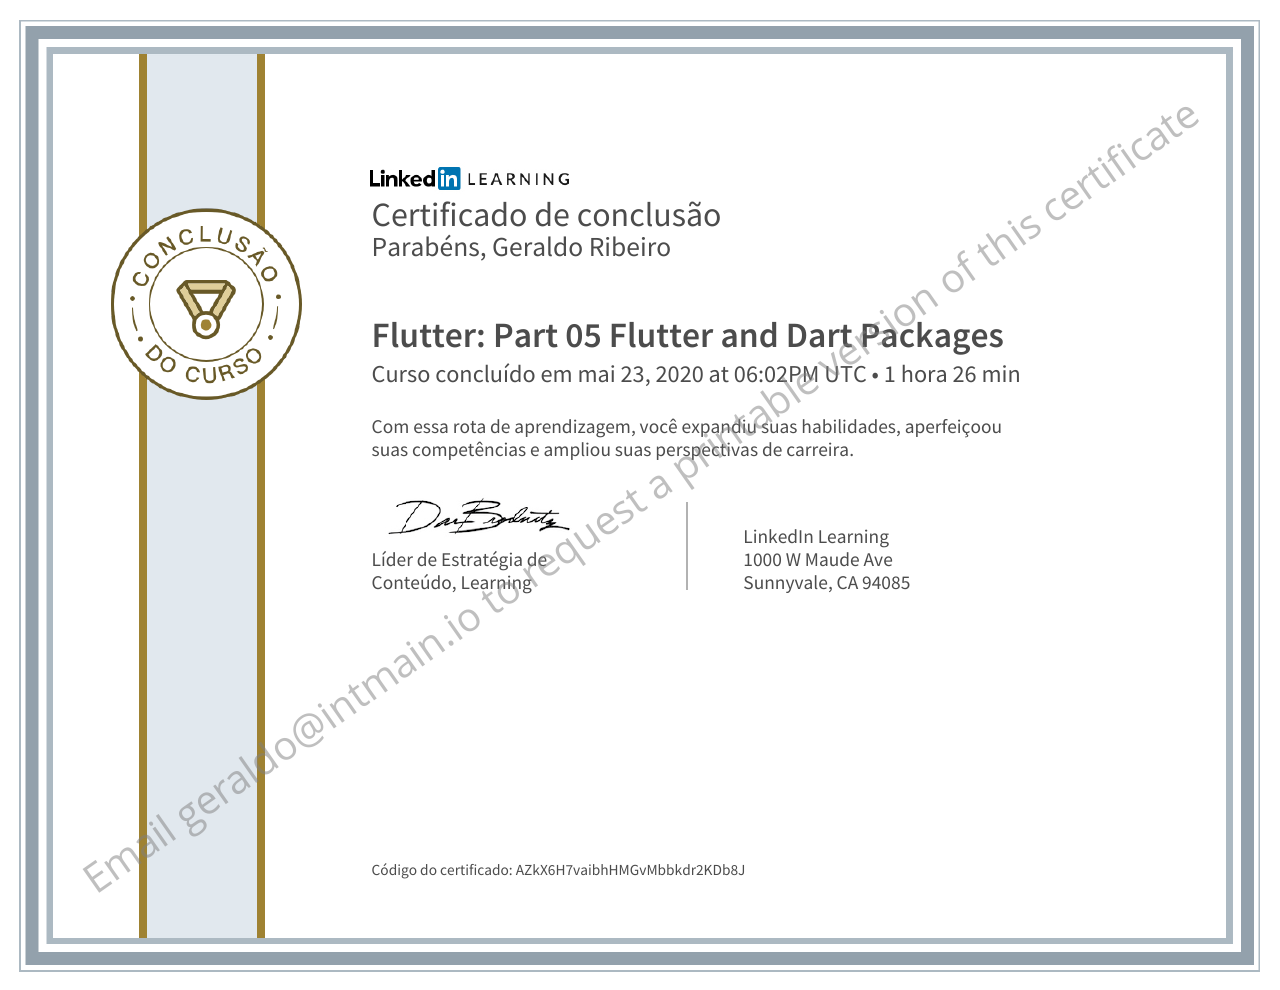 LinkedIn LEARNING
Certificado de conclusão
Parabéns, Geraldo Ribeiro
CONCLUSÃO
DO CURSO
Flutter: Part 05 Flutter and Dart Packages
Curso concluído em mai 23, 2020 at 06:02PM UTC • 1 hora 26 min
Com essa rota de aprendizagem, você expandiu suas habilidades, aperfeiçoou
suas competências e ampliou suas perspectivas de carreira.
Líder de Estratégia de
Conteúdo, Learning
LinkedIn Learning
1000 W Maude Ave
Sunnyvale, CA 94085
Email geraldo@intmain.io to request a printable version of this certificate
Código do certificado: AZkX6H7vaibhHMGvMbbkdr2KDb8J